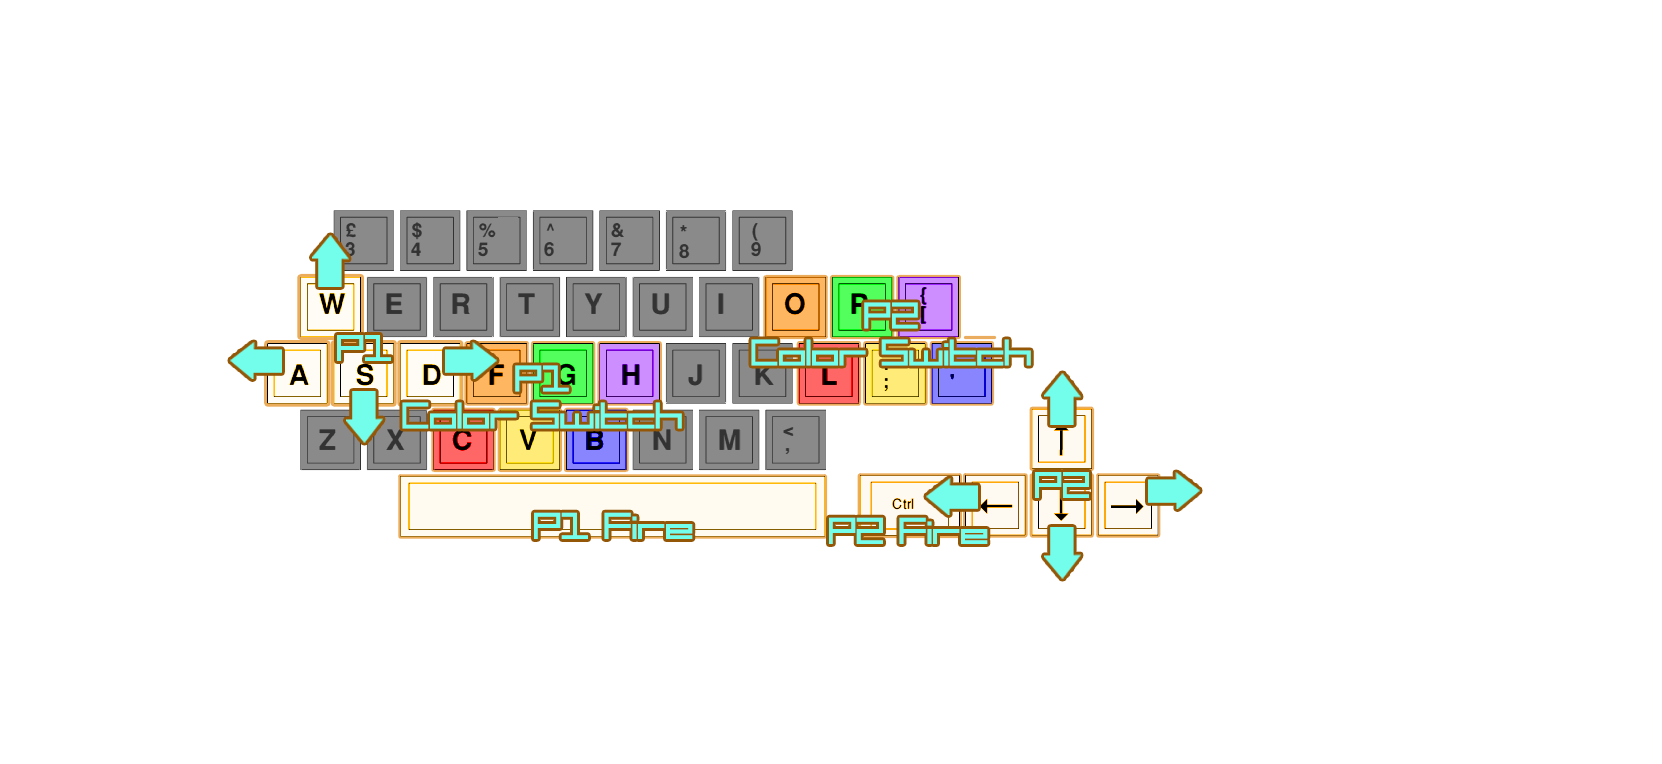 £ $ % ^ & * (
3 4 5 6 7 8 9
W E R T Y U I O P { [
P2
P1
Color Switch
A S D F G H J K L ; '
P1
Color Switch
Z X C V B N M < ,
↑
P2
Ctrl ← ↓ →
P1 Fire P2 Fire